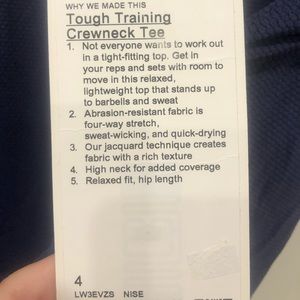 WHY WE MADE THIS
Tough Training
Crewneck Tee
1. Not everyone wants to work out
in a tight-fitting top. Get in
your reps and sets with room to
move in this relaxed,
lightweight top that stands up
to barbells and sweat
2. Abrasion-resistant fabric is
four-way stretch,
sweat-wicking, and quick-drying
3. Our jacquard technique creates
fabric with a rich texture
4. High neck for added coverage
5. Relaxed fit, hip length
4
LW3EVZS NISE